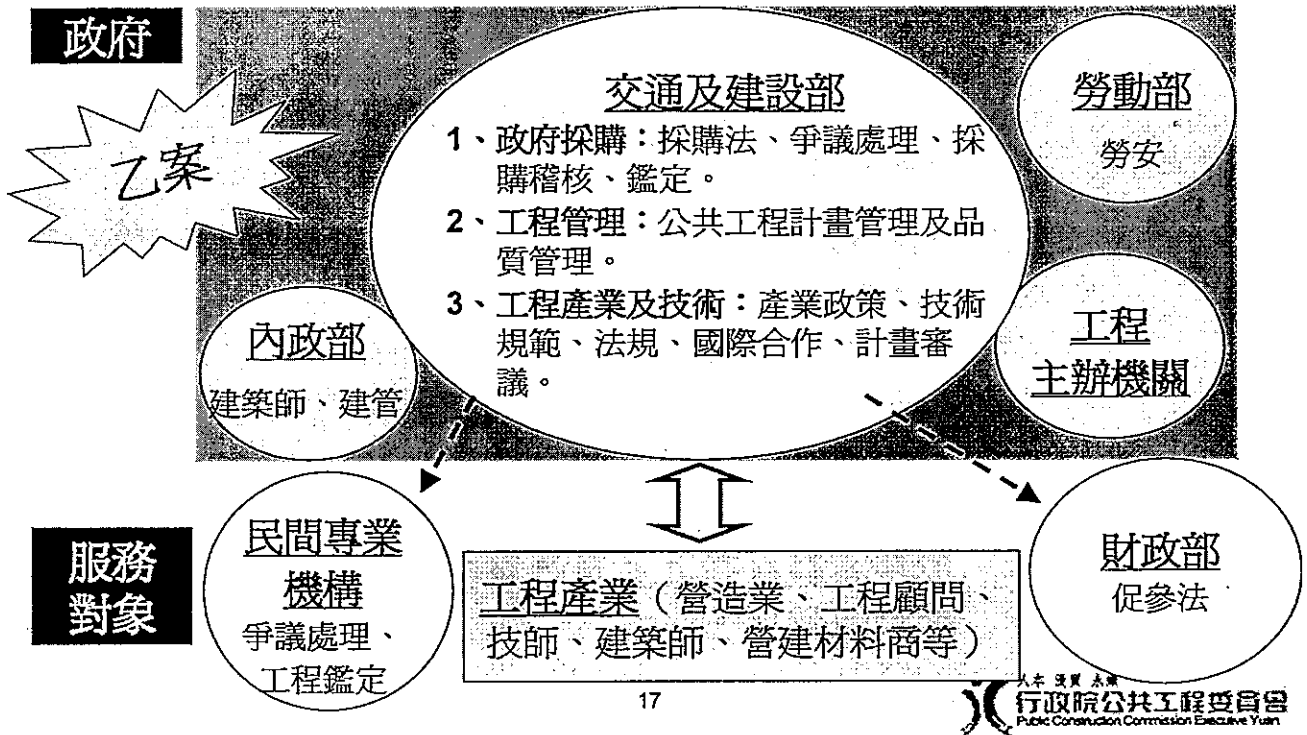 政府
乙案
交通及建設部
1、政府採購：採購法、爭議處理、採
購稽核、鑑定。
2、工程管理：公共工程計畫管理及品
質管理。
3、工程產業及技術：產業政策、技術
規範、法規、國際合作、計畫審
議。
勞動部
勞安
內政部
建築師、建管
工程
主辦機關
服務
對象
民間專業
機構
爭議處理、
工程鑑定
工程產業（營造業、工程顧問、
技師、建築師、營建材料商等）
財政部
促參法
17
行政院公共工程委員會
Public Construction Commission Executive Yuan